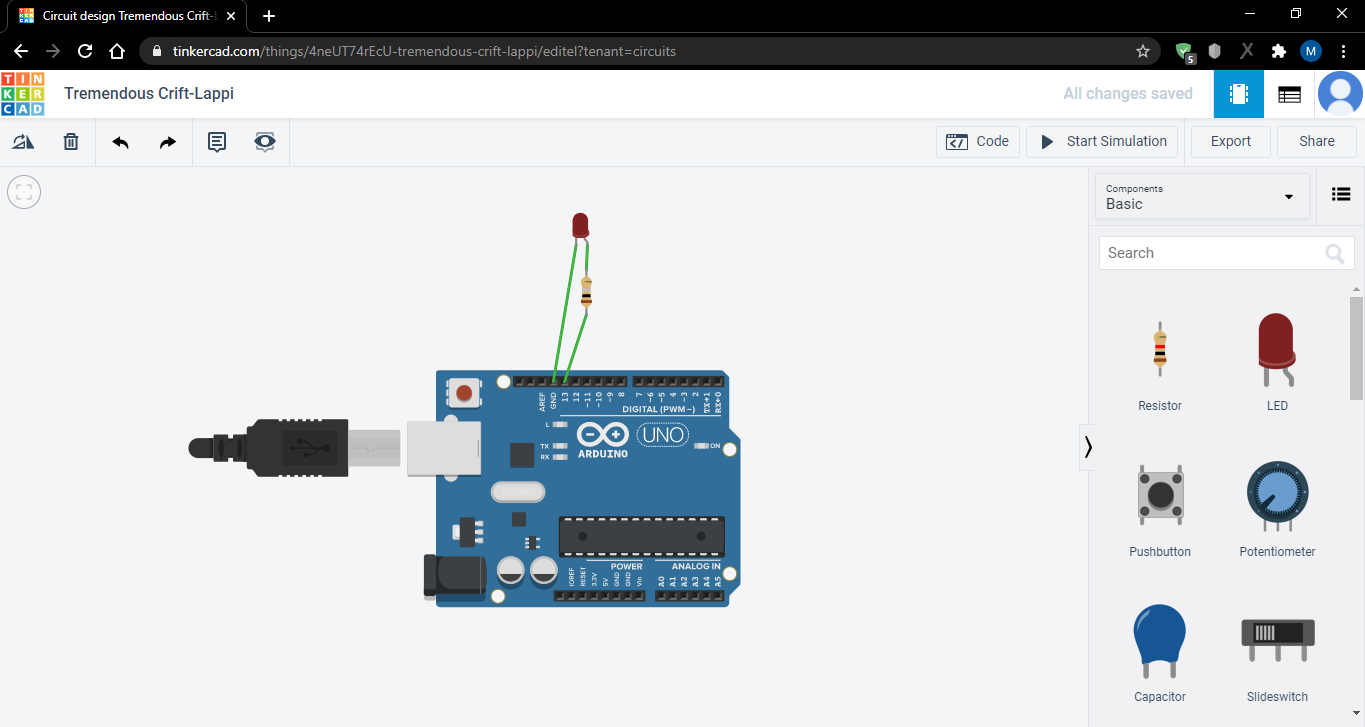 Circuit design Tremendous Crift-L
tinkercad.com/things/4neUT74rEcU-tremendous-crift-lappi/editel?tenant=circuits
5
M
TIN
KER
CAD
Tremendous Crift-Lappi
All changes saved
Code
Start Simulation
Export
Share
Components
Basic
Search
Resistor
LED
Pushbutton
Potentiometer
Capacitor
Slideswitch
AREF
GND
13
12
~11
~10
~9
8
7
~6
~5
4
~3
2
TX→1
RX←0
DIGITAL (PWM~)
L
TX
RX
UNO
ARDUINO
ON
POWER
ANALOG IN
IOREF
RESET
3.3V
5V
GND
GND
Vin
A0
A1
A2
A3
A4
A5